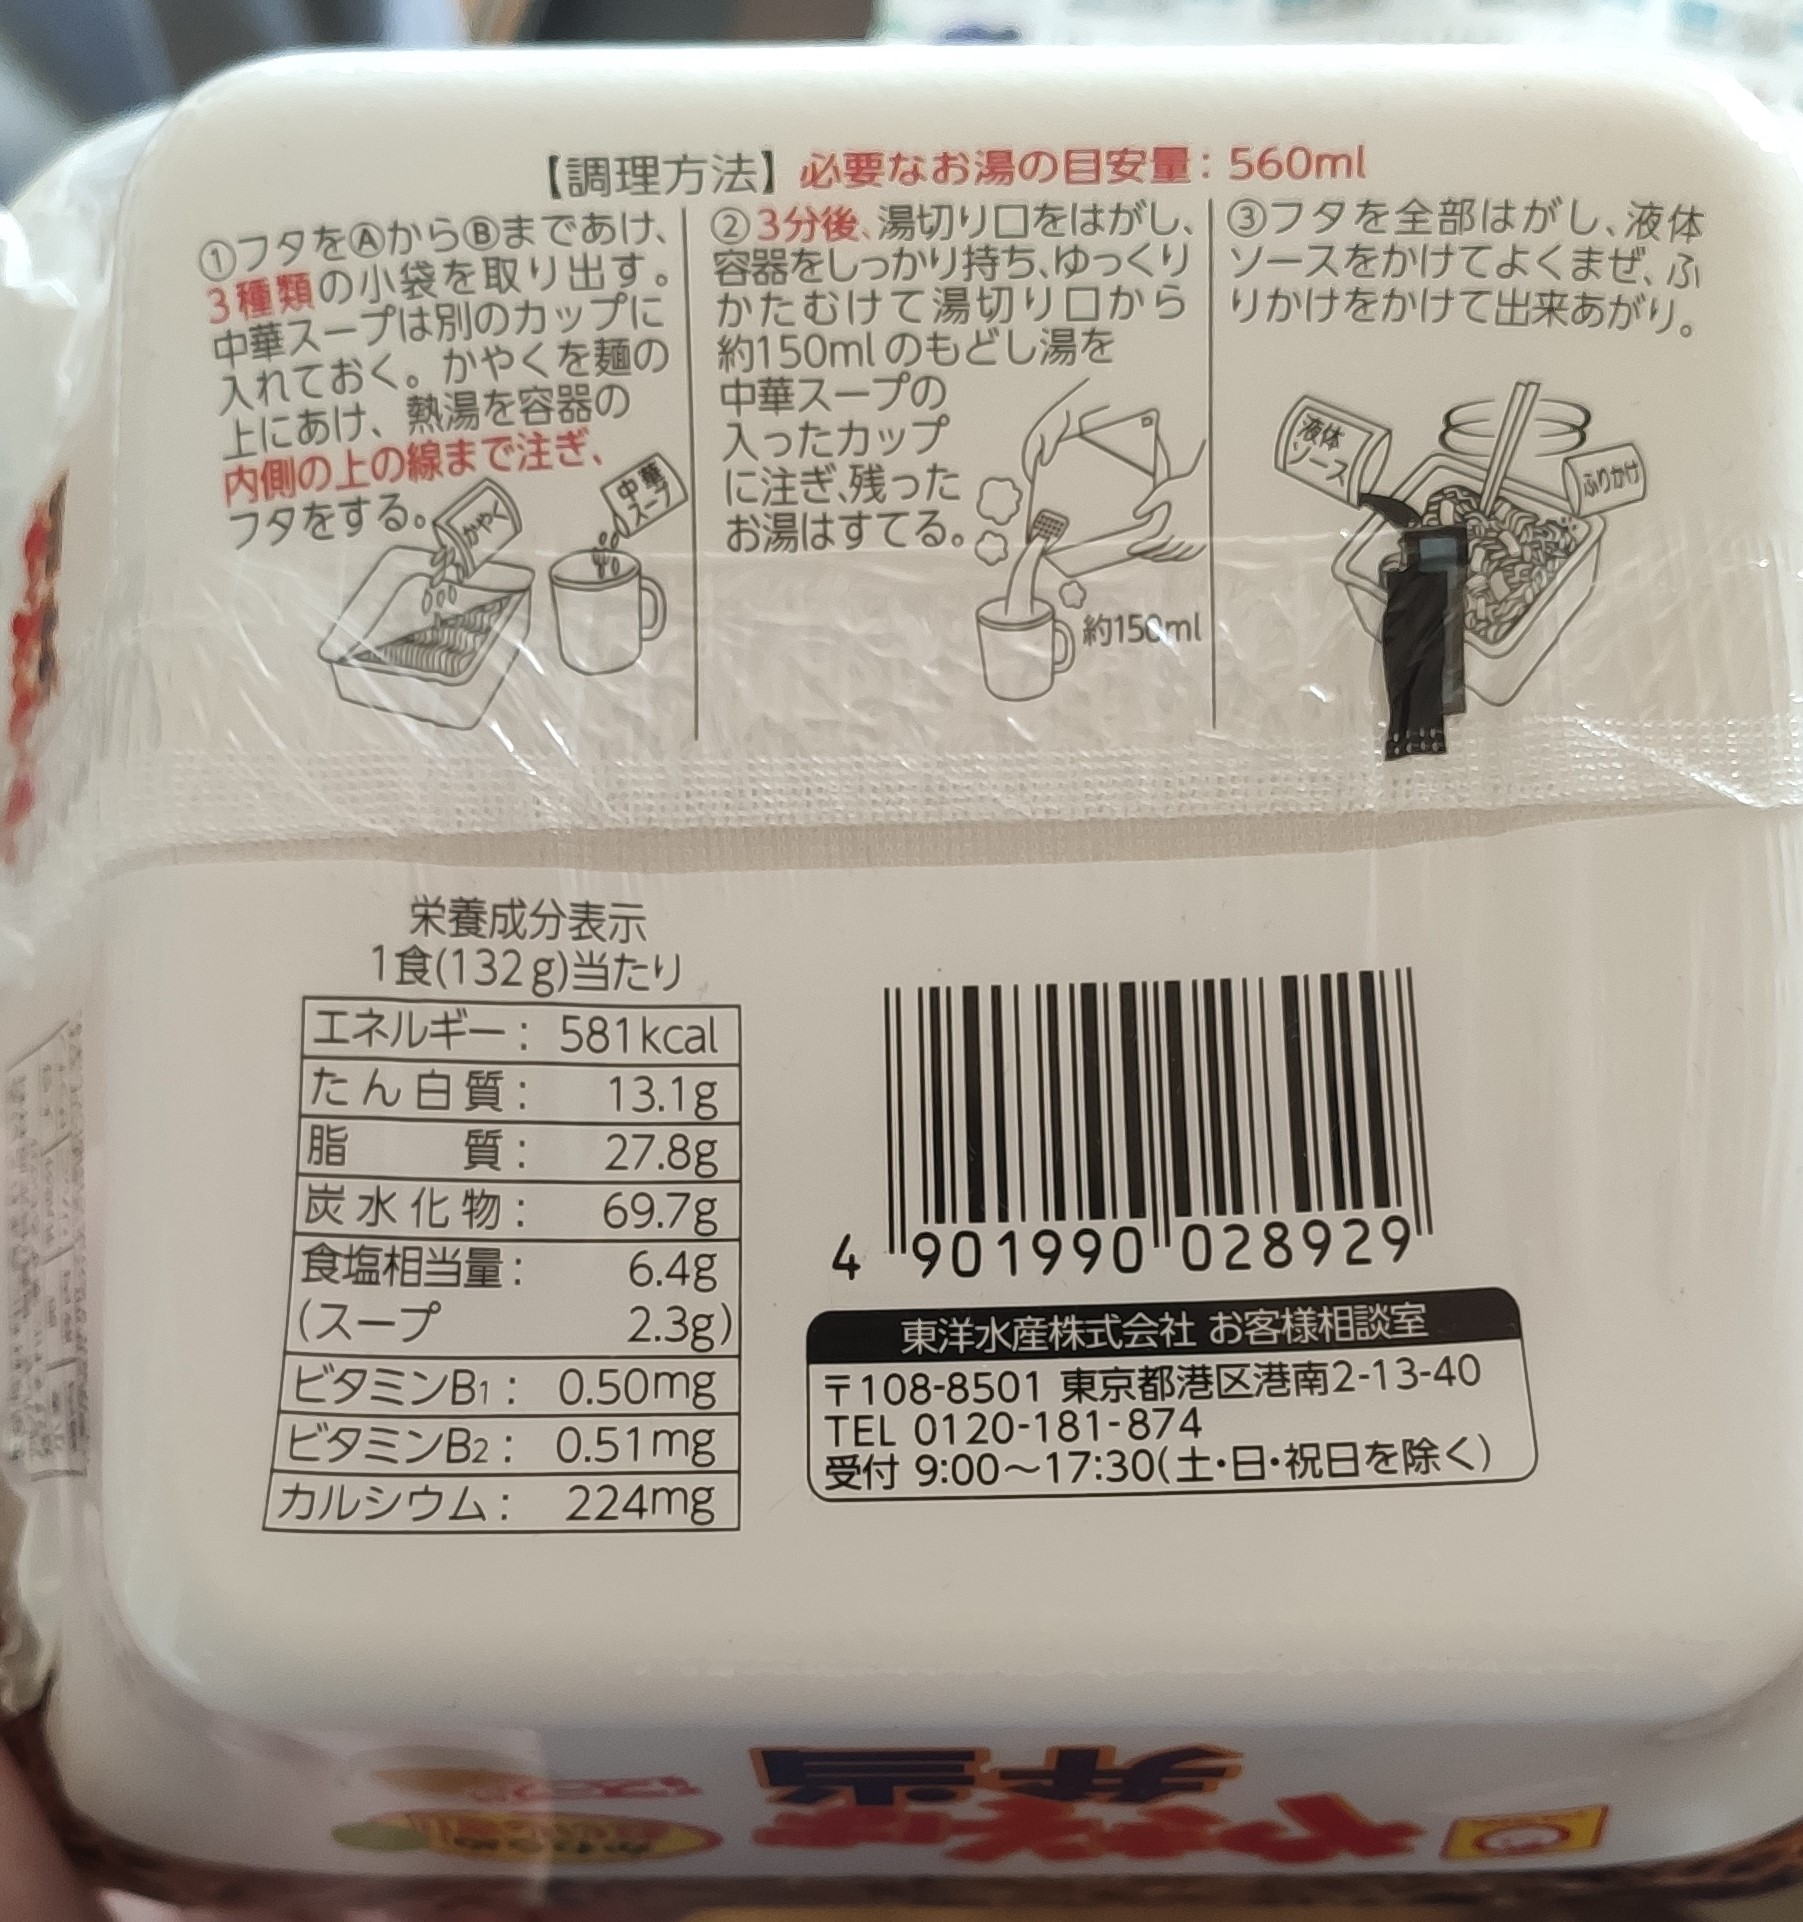 【調理方法】必要なお湯の目安量：560ml
①フタをⒶからⒷまであけ、
3種類の小袋を取り出す。
中華スープは別のカップに
入れておく。かやくを麺の
上にあけ、熱湯を容器の
内側の上の線まで注ぎ、
フタをする。
かやく
中華
スープ
②3分後、湯切り口をはがし、
容器をしっかり持ち、ゆっくり
かたむけて湯切り口から
約150mlのもどし湯を
中華スープの
入ったカップ
に注ぎ、残った
お湯はすてる。
約150ml
③フタを全部はがし、液体
ソースをかけてよくまぜ、ふ
りかけをかけて出来あがり。
液体
ソース
ふりかけ
栄養成分表示
1食(132g)当たり
エネルギー： 581kcal
たん白質： 13.1g
脂質： 27.8g
炭水化物： 69.7g
食塩相当量： 6.4g
(スープ 2.3g)
ビタミンB1： 0.50mg
ビタミンB2： 0.51mg
カルシウム： 224mg
4 901990 028929
東洋水産株式会社 お客様相談室
〒108-8501 東京都港区港南2-13-40
TEL 0120-181-874
受付 9:00～17:30(土・日・祝日を除く)
やきそば
弁当